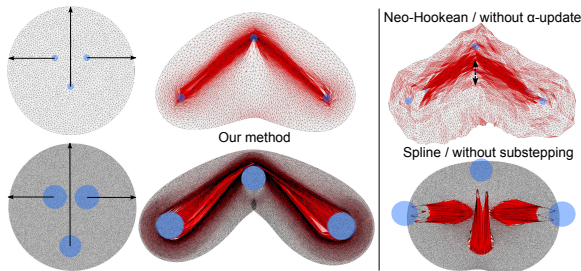 Neo-Hookean / without α-update
Our method
Spline / without substepping